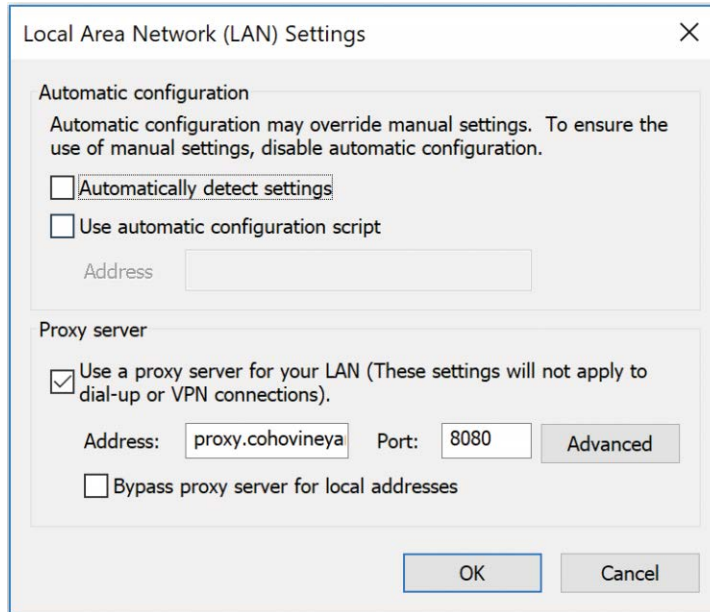 Local Area Network (LAN) Settings
Automatic configuration
Automatic configuration may override manual settings. To ensure the
use of manual settings, disable automatic configuration.
Automatically detect settings
Use automatic configuration script
Address
Proxy server
Use a proxy server for your LAN (These settings will not apply to
dial-up or VPN connections).
Address: proxy.cohovineya Port: 8080 Advanced
Bypass proxy server for local addresses
OK Cancel